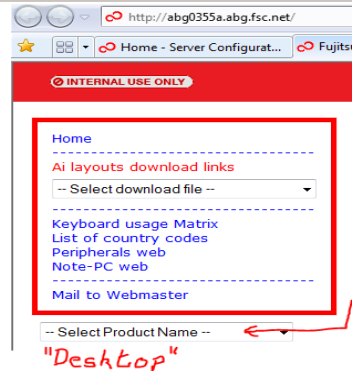 http://abg0355a.abg.fsc.net/
Home - Server Configurat...
Fujits
INTERNAL USE ONLY
Home
Ai layouts download links
-- Select download file --
Keyboard usage Matrix
List of country codes
Peripherals web
Note-PC web
Mail to Webmaster
-- Select Product Name --
"Desktop"